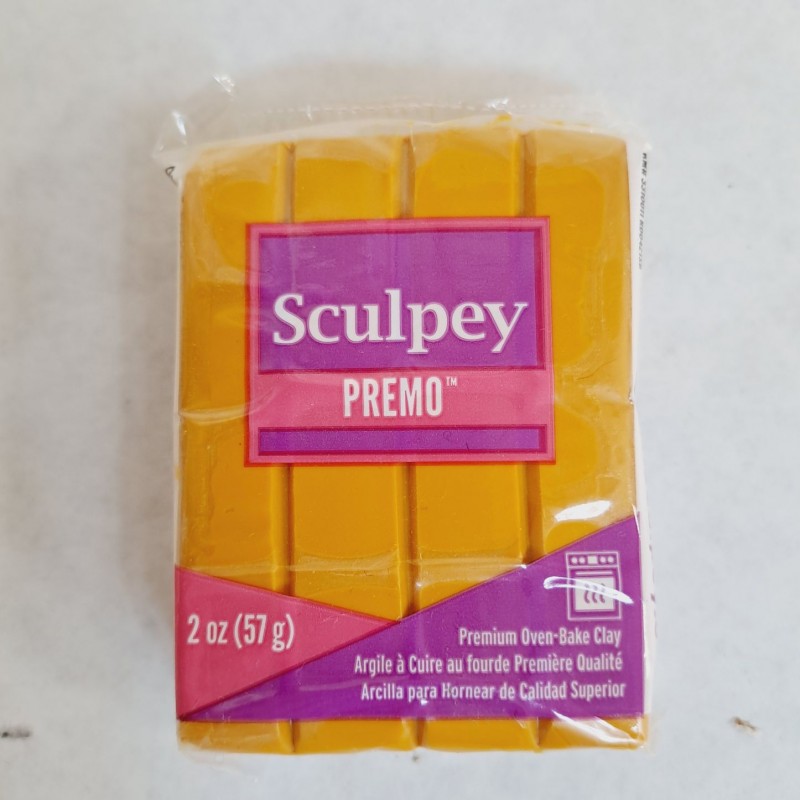 Sculpey
PREMO™
2 oz (57 g)
Premium Oven-Bake Clay
Argile à Cuire au fourde Première Qualité
Arcilla para Hornear de Calidad Superior